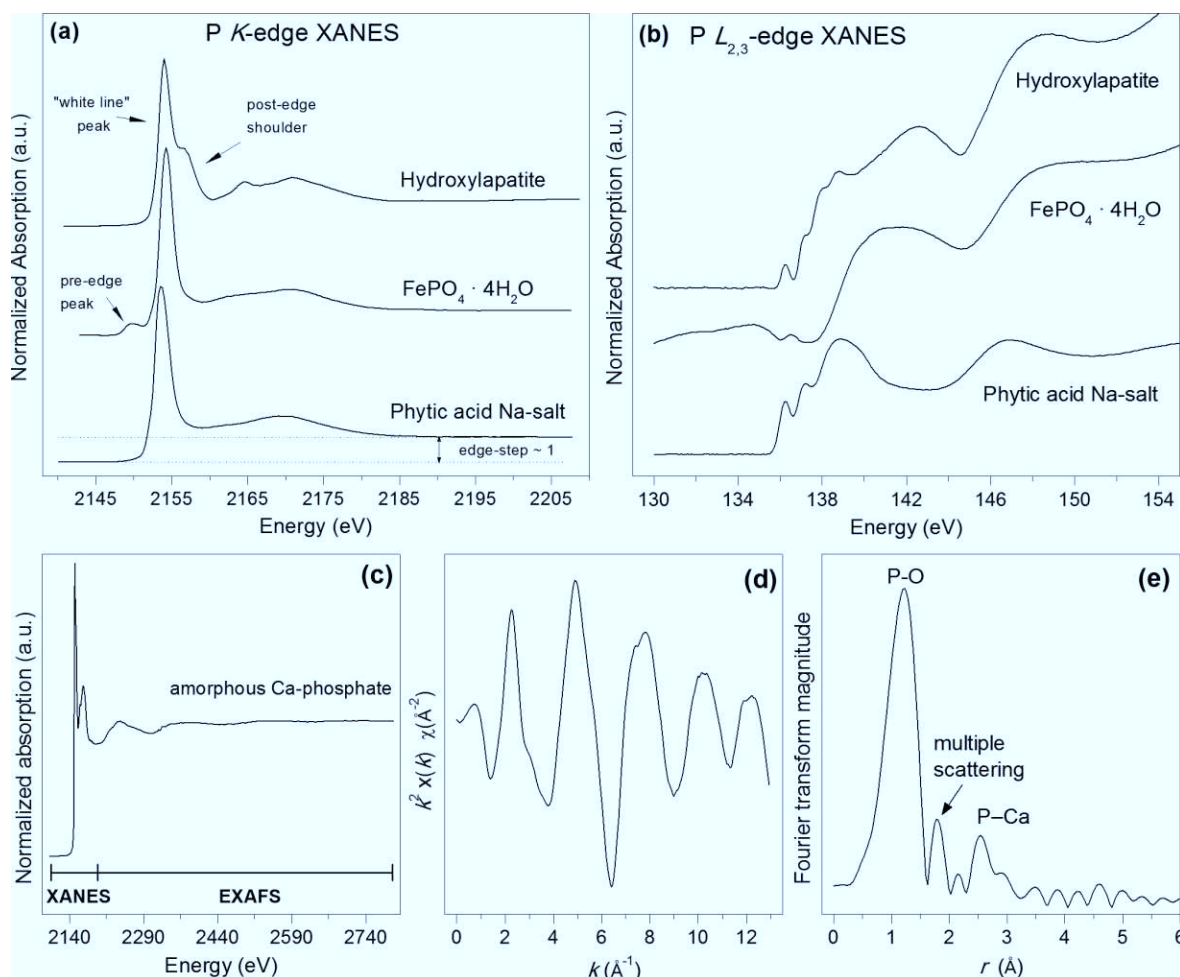 (a) P K-edge XANES
Normalized Absorption (a.u.)
"white line"
peak
post-edge
shoulder
Hydroxylapatite
pre-edge
peak
FePO₄ · 4H₂O
Phytic acid Na-salt
edge-step ~ 1
2145 2155 2165 2175 2185 2195 2205
Energy (eV)
(b) P L₂,₃-edge XANES
Normalized Absorption (a.u.)
Hydroxylapatite
FePO₄ · 4H₂O
Phytic acid Na-salt
130 134 138 142 146 150 154
Energy (eV)
(c)
Normalized absorption (a.u.)
amorphous Ca-phosphate
XANES EXAFS
2140 2290 2440 2590 2740
Energy (eV)
(d)
k² x(k) χ(Å⁻²)
0 2 4 6 8 10 12
k (Å⁻¹)
(e)
Fourier transform magnitude
P-O
multiple
scattering
P–Ca
0 1 2 3 4 5 6
r (Å)